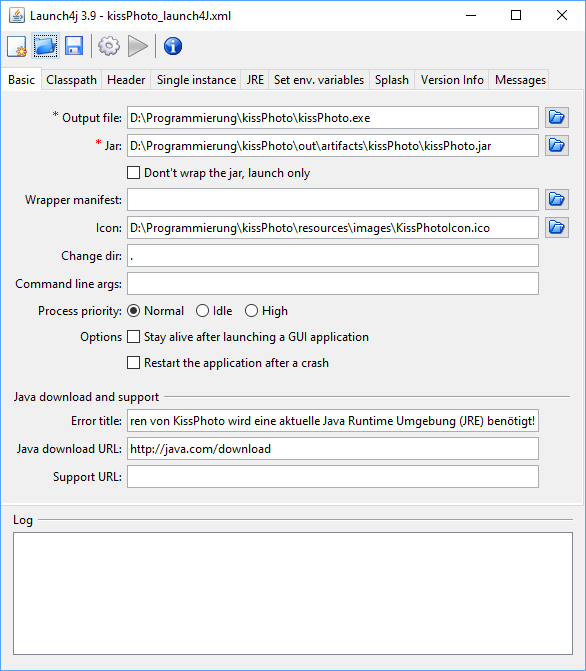 Launch4j 3.9 - kissPhoto_launch4J.xml
Basic Classpath Header Single instance JRE Set env. variables Splash Version Info Messages
* Output file: D:\Programmierung\kissPhoto\kissPhoto.exe
* Jar: D:\Programmierung\kissPhoto\out\artifacts\kissPhoto\kissPhoto.jar
Dont't wrap the jar, launch only
Wrapper manifest:
Icon: D:\Programmierung\kissPhoto\resources\images\KissPhotoIcon.ico
Change dir: .
Command line args:
Process priority: Normal Idle High
Options Stay alive after launching a GUI application
Restart the application after a crash
Java download and support
Error title: ren von KissPhoto wird eine aktuelle Java Runtime Umgebung (JRE) benötigt!
Java download URL: http://java.com/download
Support URL:
Log